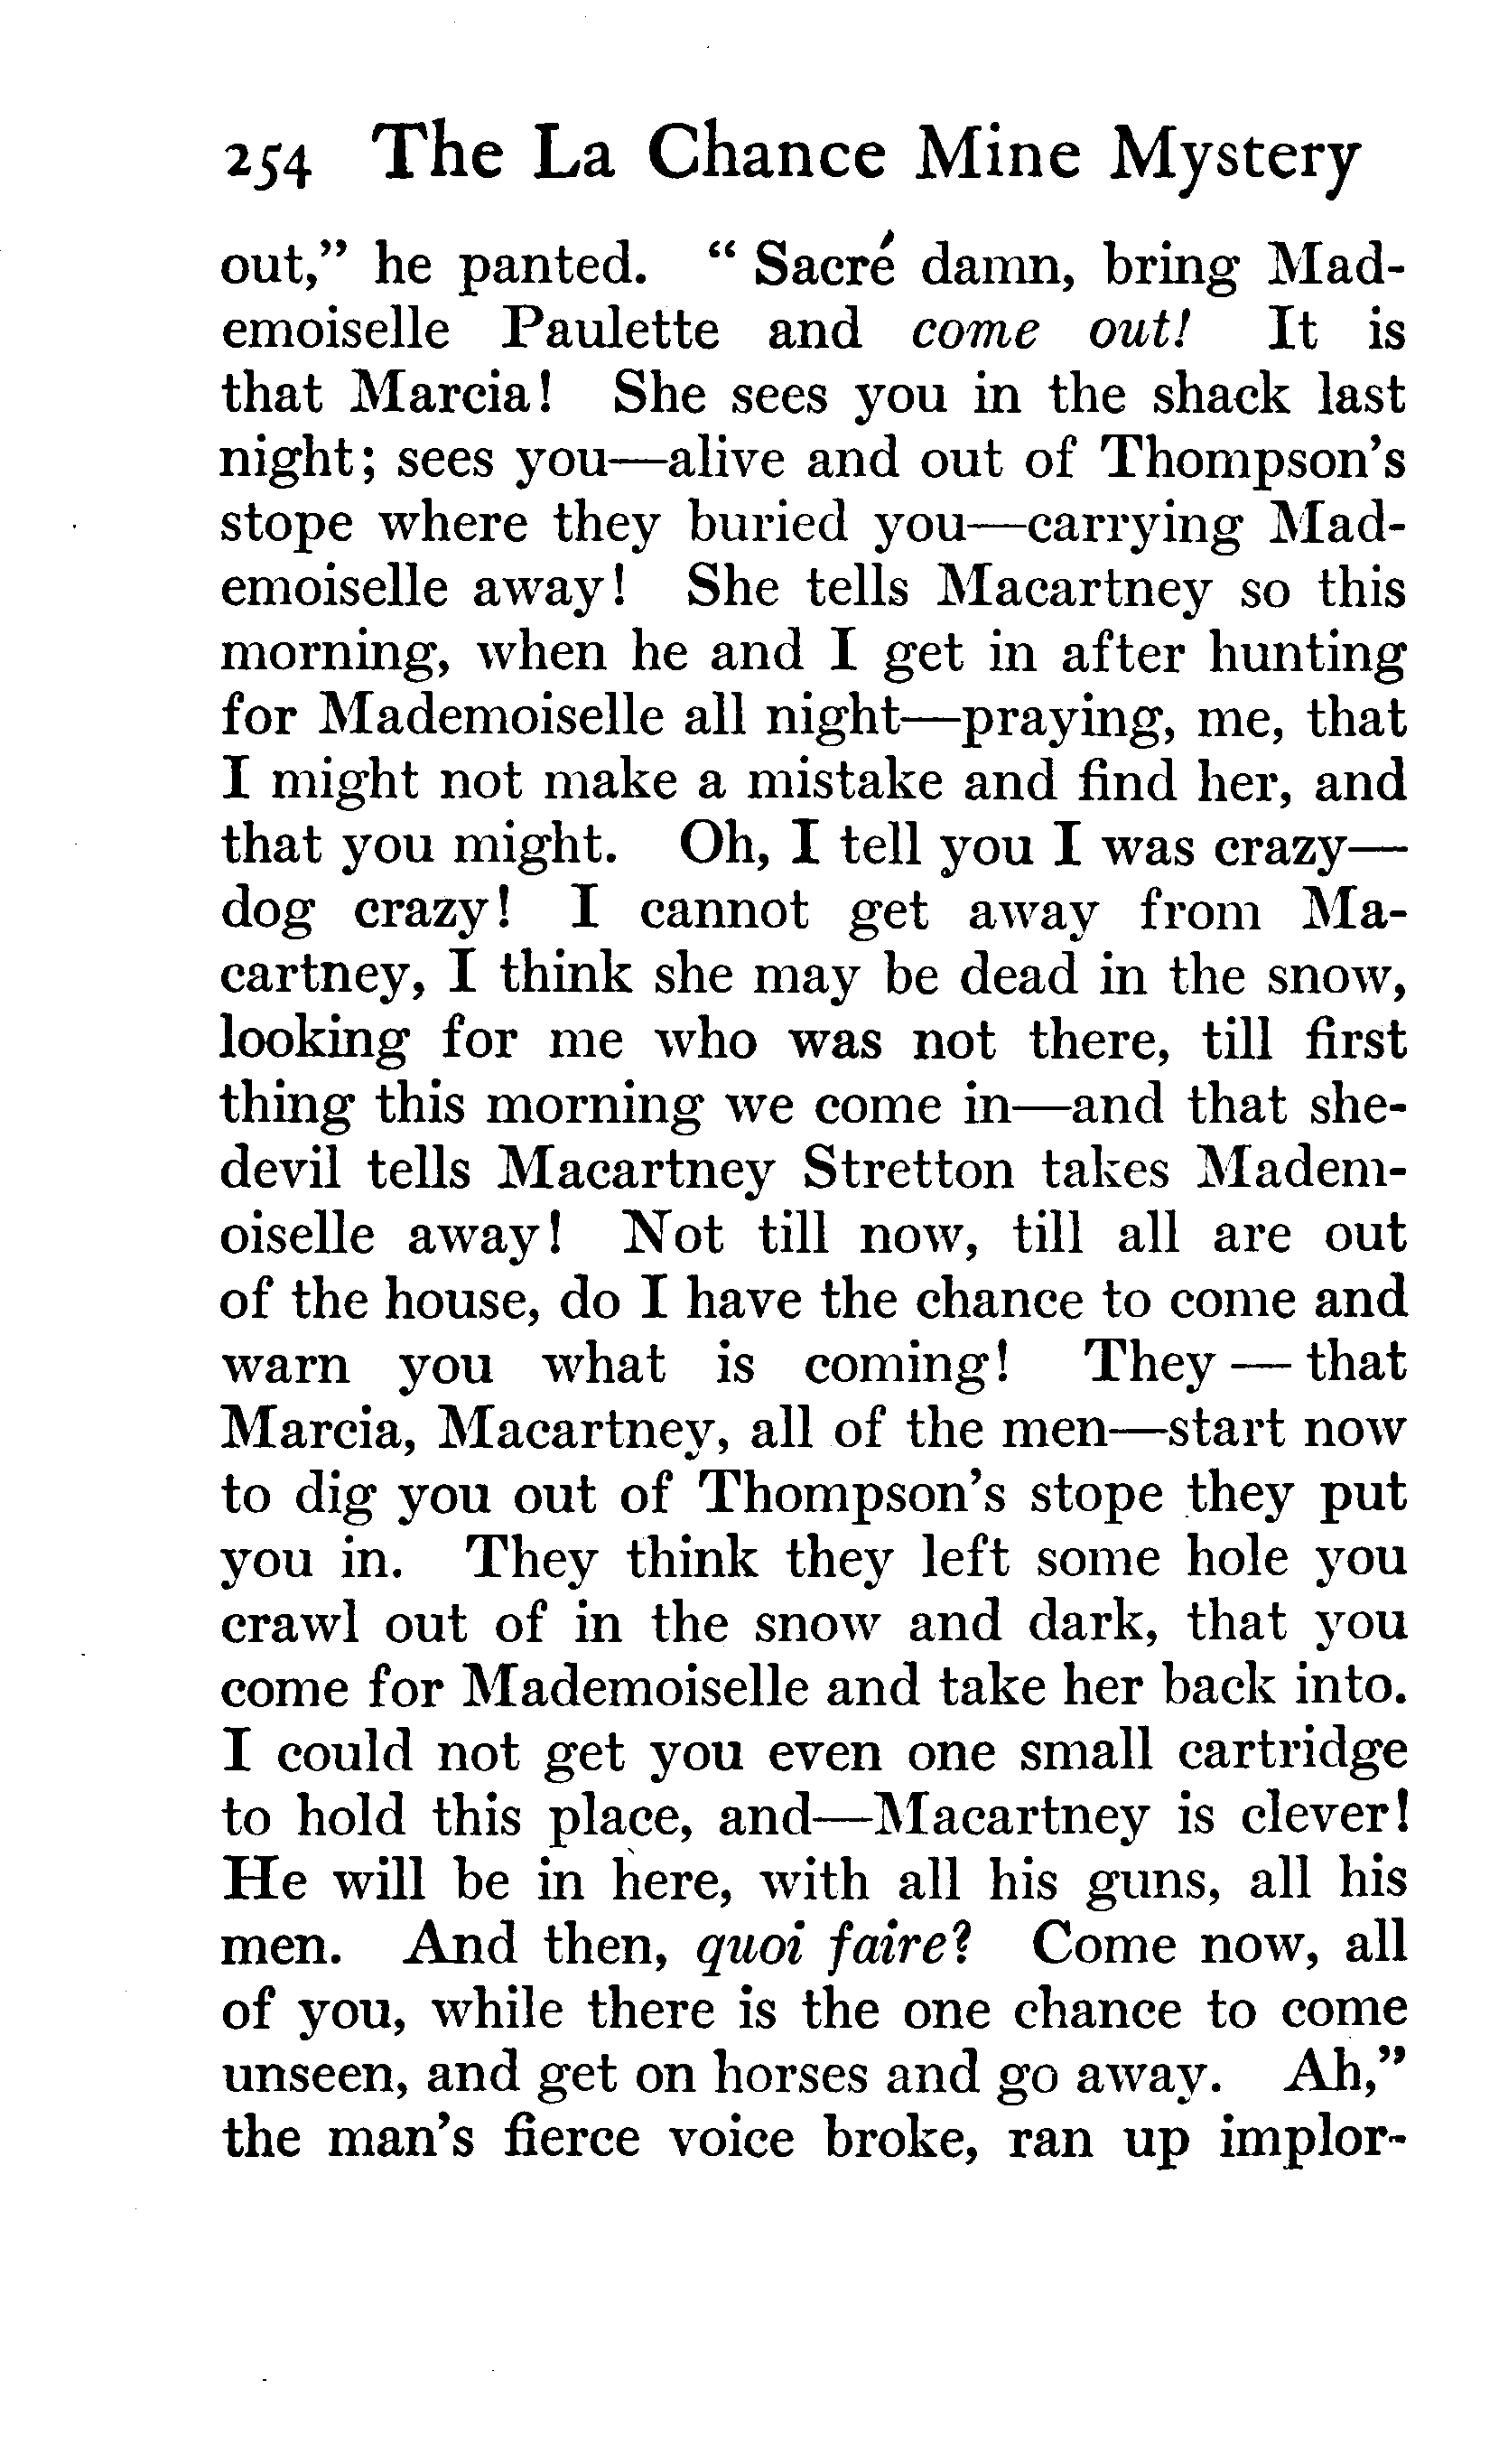 254 The La Chance Mine Mystery
out," he panted. "Sacré damn, bring Mad-
emoiselle Paulette and come out! It is
that Marcia! She sees you in the shack last
night; sees you—alive and out of Thompson's
stope where they buried you—carrying Mad-
emoiselle away! She tells Macartney so this
morning, when he and I get in after hunting
for Mademoiselle all night—praying, me, that
I might not make a mistake and find her, and
that you might. Oh, I tell you I was crazy—
dog crazy! I cannot get away from Ma-
cartney, I think she may be dead in the snow,
looking for me who was not there, till first
thing this morning we come in—and that she-
devil tells Macartney Stretton takes Madem-
oiselle away! Not till now, till all are out
of the house, do I have the chance to come and
warn you what is coming! They — that
Marcia, Macartney, all of the men—start now
to dig you out of Thompson's stope they put
you in. They think they left some hole you
crawl out of in the snow and dark, that you
come for Mademoiselle and take her back into.
I could not get you even one small cartridge
to hold this place, and—Macartney is clever!
He will be in here, with all his guns, all his
men. And then, quoi faire? Come now, all
of you, while there is the one chance to come
unseen, and get on horses and go away. Ah,"
the man's fierce voice broke, ran up implor-